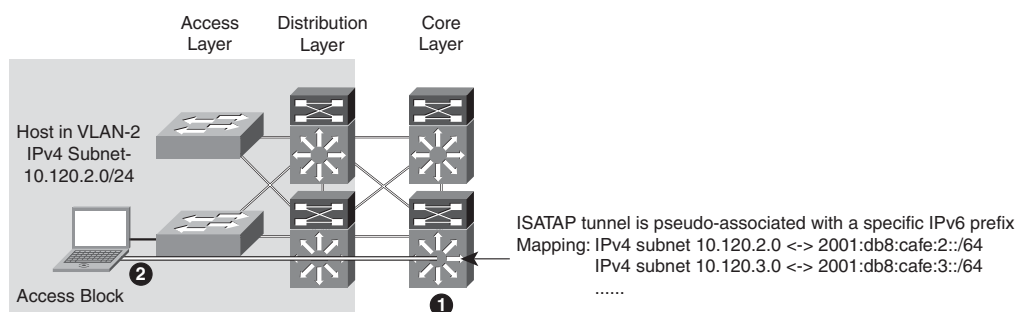 Access
Layer
Distribution
Layer
Core
Layer
Host in VLAN-2
IPv4 Subnet-
10.120.2.0/24
2
Access Block
1
ISATAP tunnel is pseudo-associated with a specific IPv6 prefix
Mapping: IPv4 subnet 10.120.2.0 <-> 2001:db8:cafe:2::/64
IPv4 subnet 10.120.3.0 <-> 2001:db8:cafe:3::/64
......